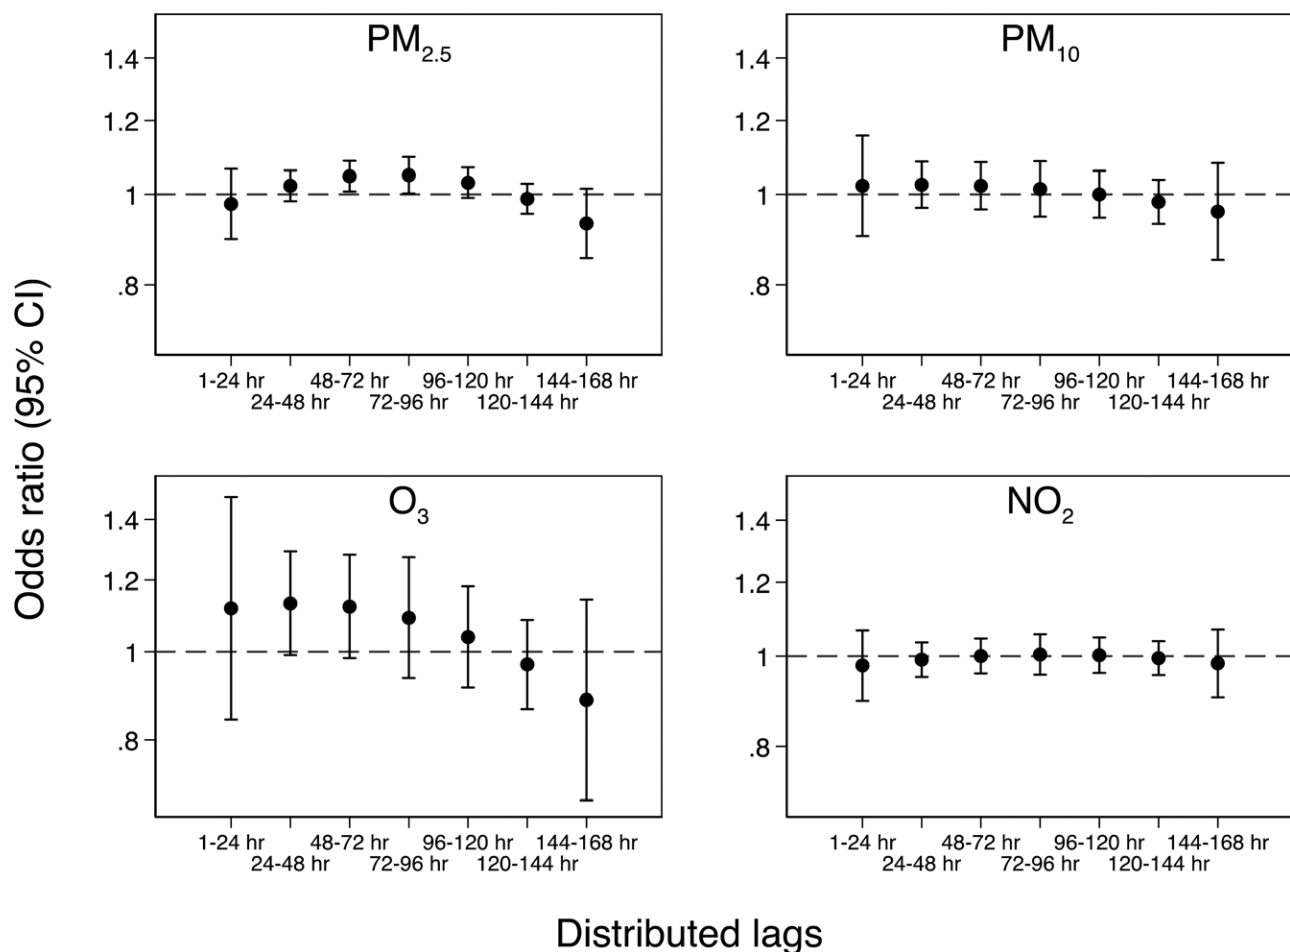 Odds ratio (95% CI)
PM2.5
1.4
1.2
1
.8
1-24 hr 48-72 hr 96-120 hr 144-168 hr
24-48 hr 72-96 hr 120-144 hr
PM10
1.4
1.2
1
.8
1-24 hr 48-72 hr 96-120 hr 144-168 hr
24-48 hr 72-96 hr 120-144 hr
O3
1.4
1.2
1
.8
1-24 hr 48-72 hr 96-120 hr 144-168 hr
24-48 hr 72-96 hr 120-144 hr
NO2
1.4
1.2
1
.8
1-24 hr 48-72 hr 96-120 hr 144-168 hr
24-48 hr 72-96 hr 120-144 hr
Distributed lags